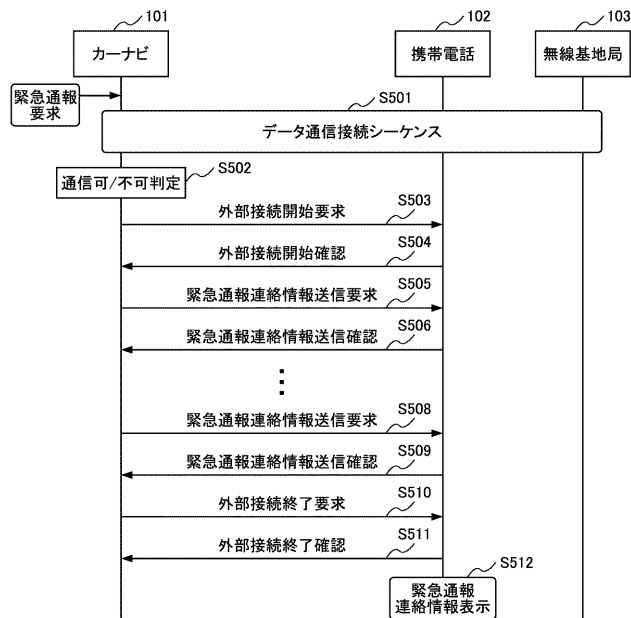 101
102
103
カーナビ
携帯電話
無線基地局
緊急通報
要求
S501
データ通信接続シーケンス
S502
通信可/不可判定
S503
外部接続開始要求
S504
外部接続開始確認
S505
緊急通報連絡情報送信要求
S506
緊急通報連絡情報送信確認
S508
緊急通報連絡情報送信要求
S509
緊急通報連絡情報送信確認
S510
外部接続終了要求
S511
外部接続終了確認
S512
緊急通報
連絡情報表示